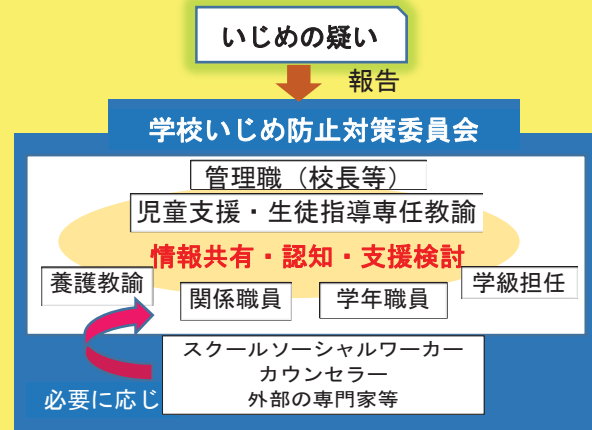 いじめの疑い
報告
学校いじめ防止対策委員会
管理職（校長等）
児童支援・生徒指導専任教諭
情報共有・認知・支援検討
養護教諭
関係職員
学年職員
学級担任
スクールソーシャルワーカー
カウンセラー
外部の専門家等
必要に応じ